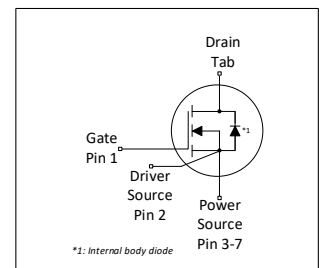 Drain
Tab
*1
Gate
Pin 1
Driver
Source
Pin 2
Power
Source
Pin 3-7
*1: Internal body diode